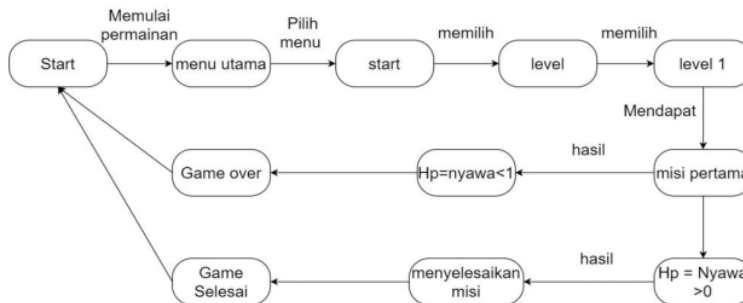 Memulai
permainan
Pilih
menu
memilih
memilih
Start
menu utama
start
level
level 1
Mendapat
hasil
Game over
Hp=nyawa<1
misi pertama
hasil
Game
Selesai
menyelesaikan
misi
Hp = Nyawa
>0